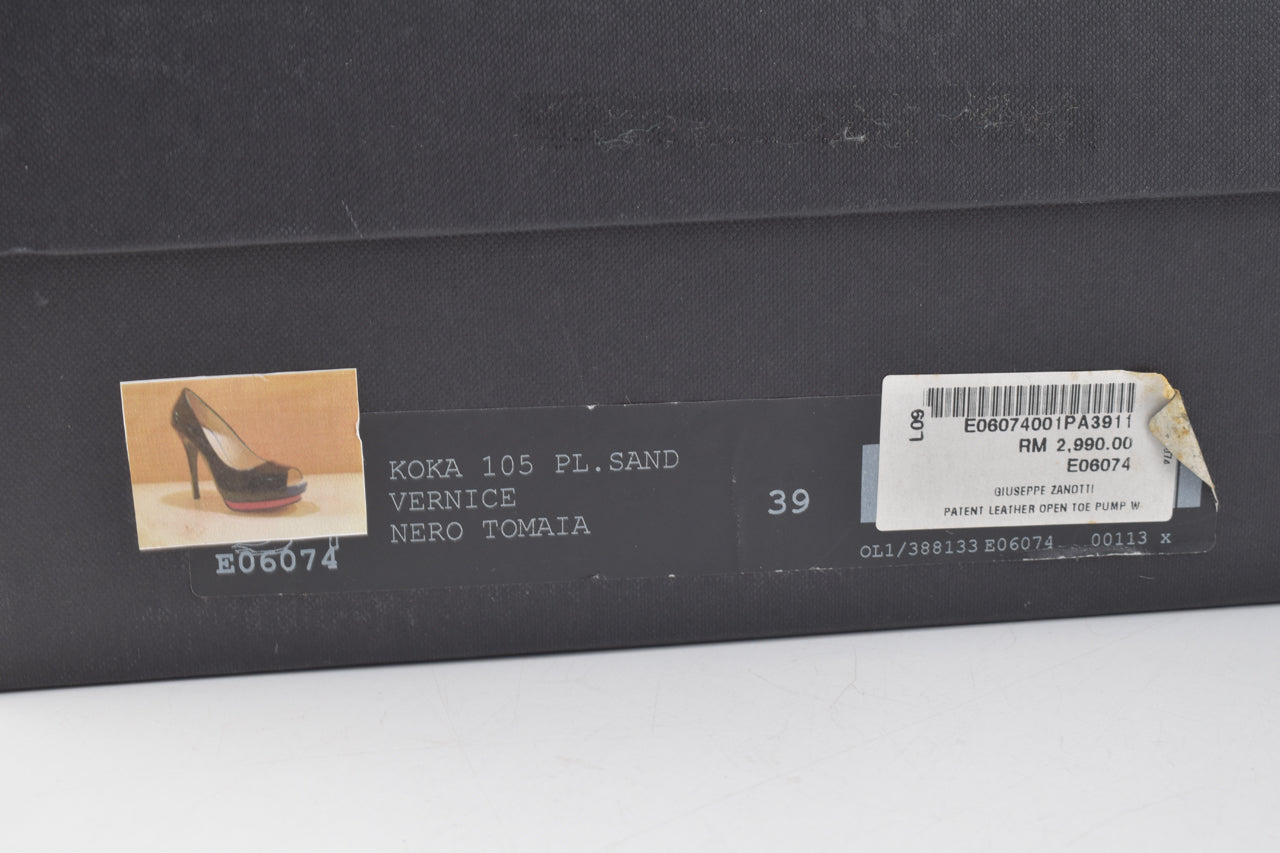 KOKA 105 PL.SAND
VERNICE
NERO TOMAIA
E06074
39
L09
E06074001PA3911
RM 2,990.00
E06074
GIUSEPPE ZANOTTI
PATENT LEATHER OPEN TOE PUMP W
OL1/388133 E06074 00113 x